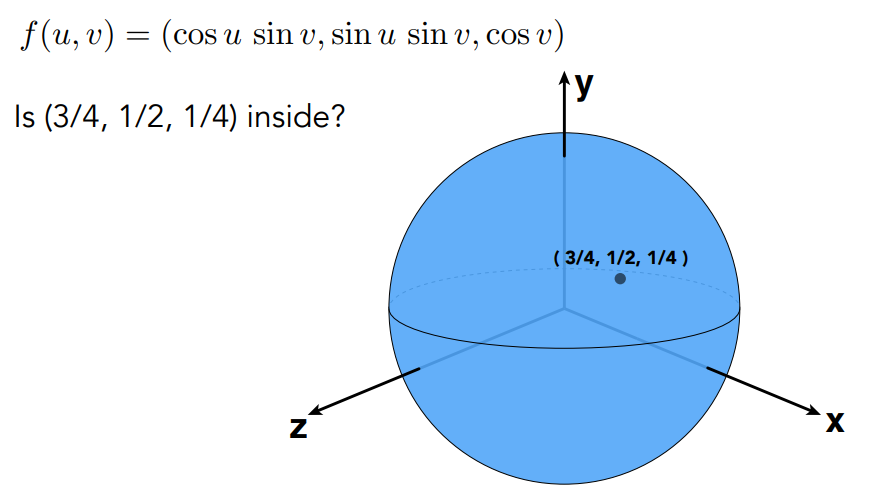 f(u, v) = (cos u sin v, sin u sin v, cos v)
Is (3/4, 1/2, 1/4) inside?
y
( 3/4, 1/2, 1/4 )
z
x